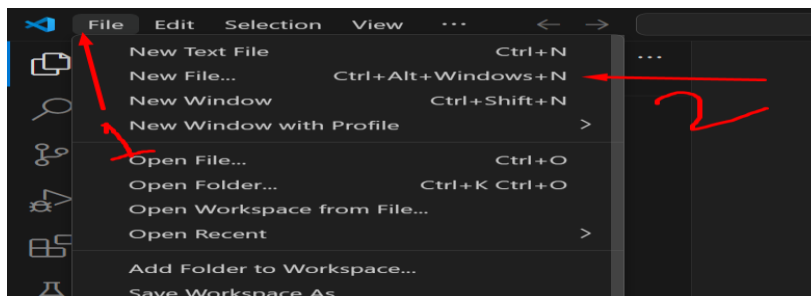 File Edit Selection View ...
New Text File Ctrl+N
New File... Ctrl+Alt+Windows+N
New Window Ctrl+Shift+N
New Window with Profile >
Open File... Ctrl+O
Open Folder... Ctrl+K Ctrl+O
Open Workspace from File...
Open Recent >
Add Folder to Workspace...
Save Workspace As
1
2